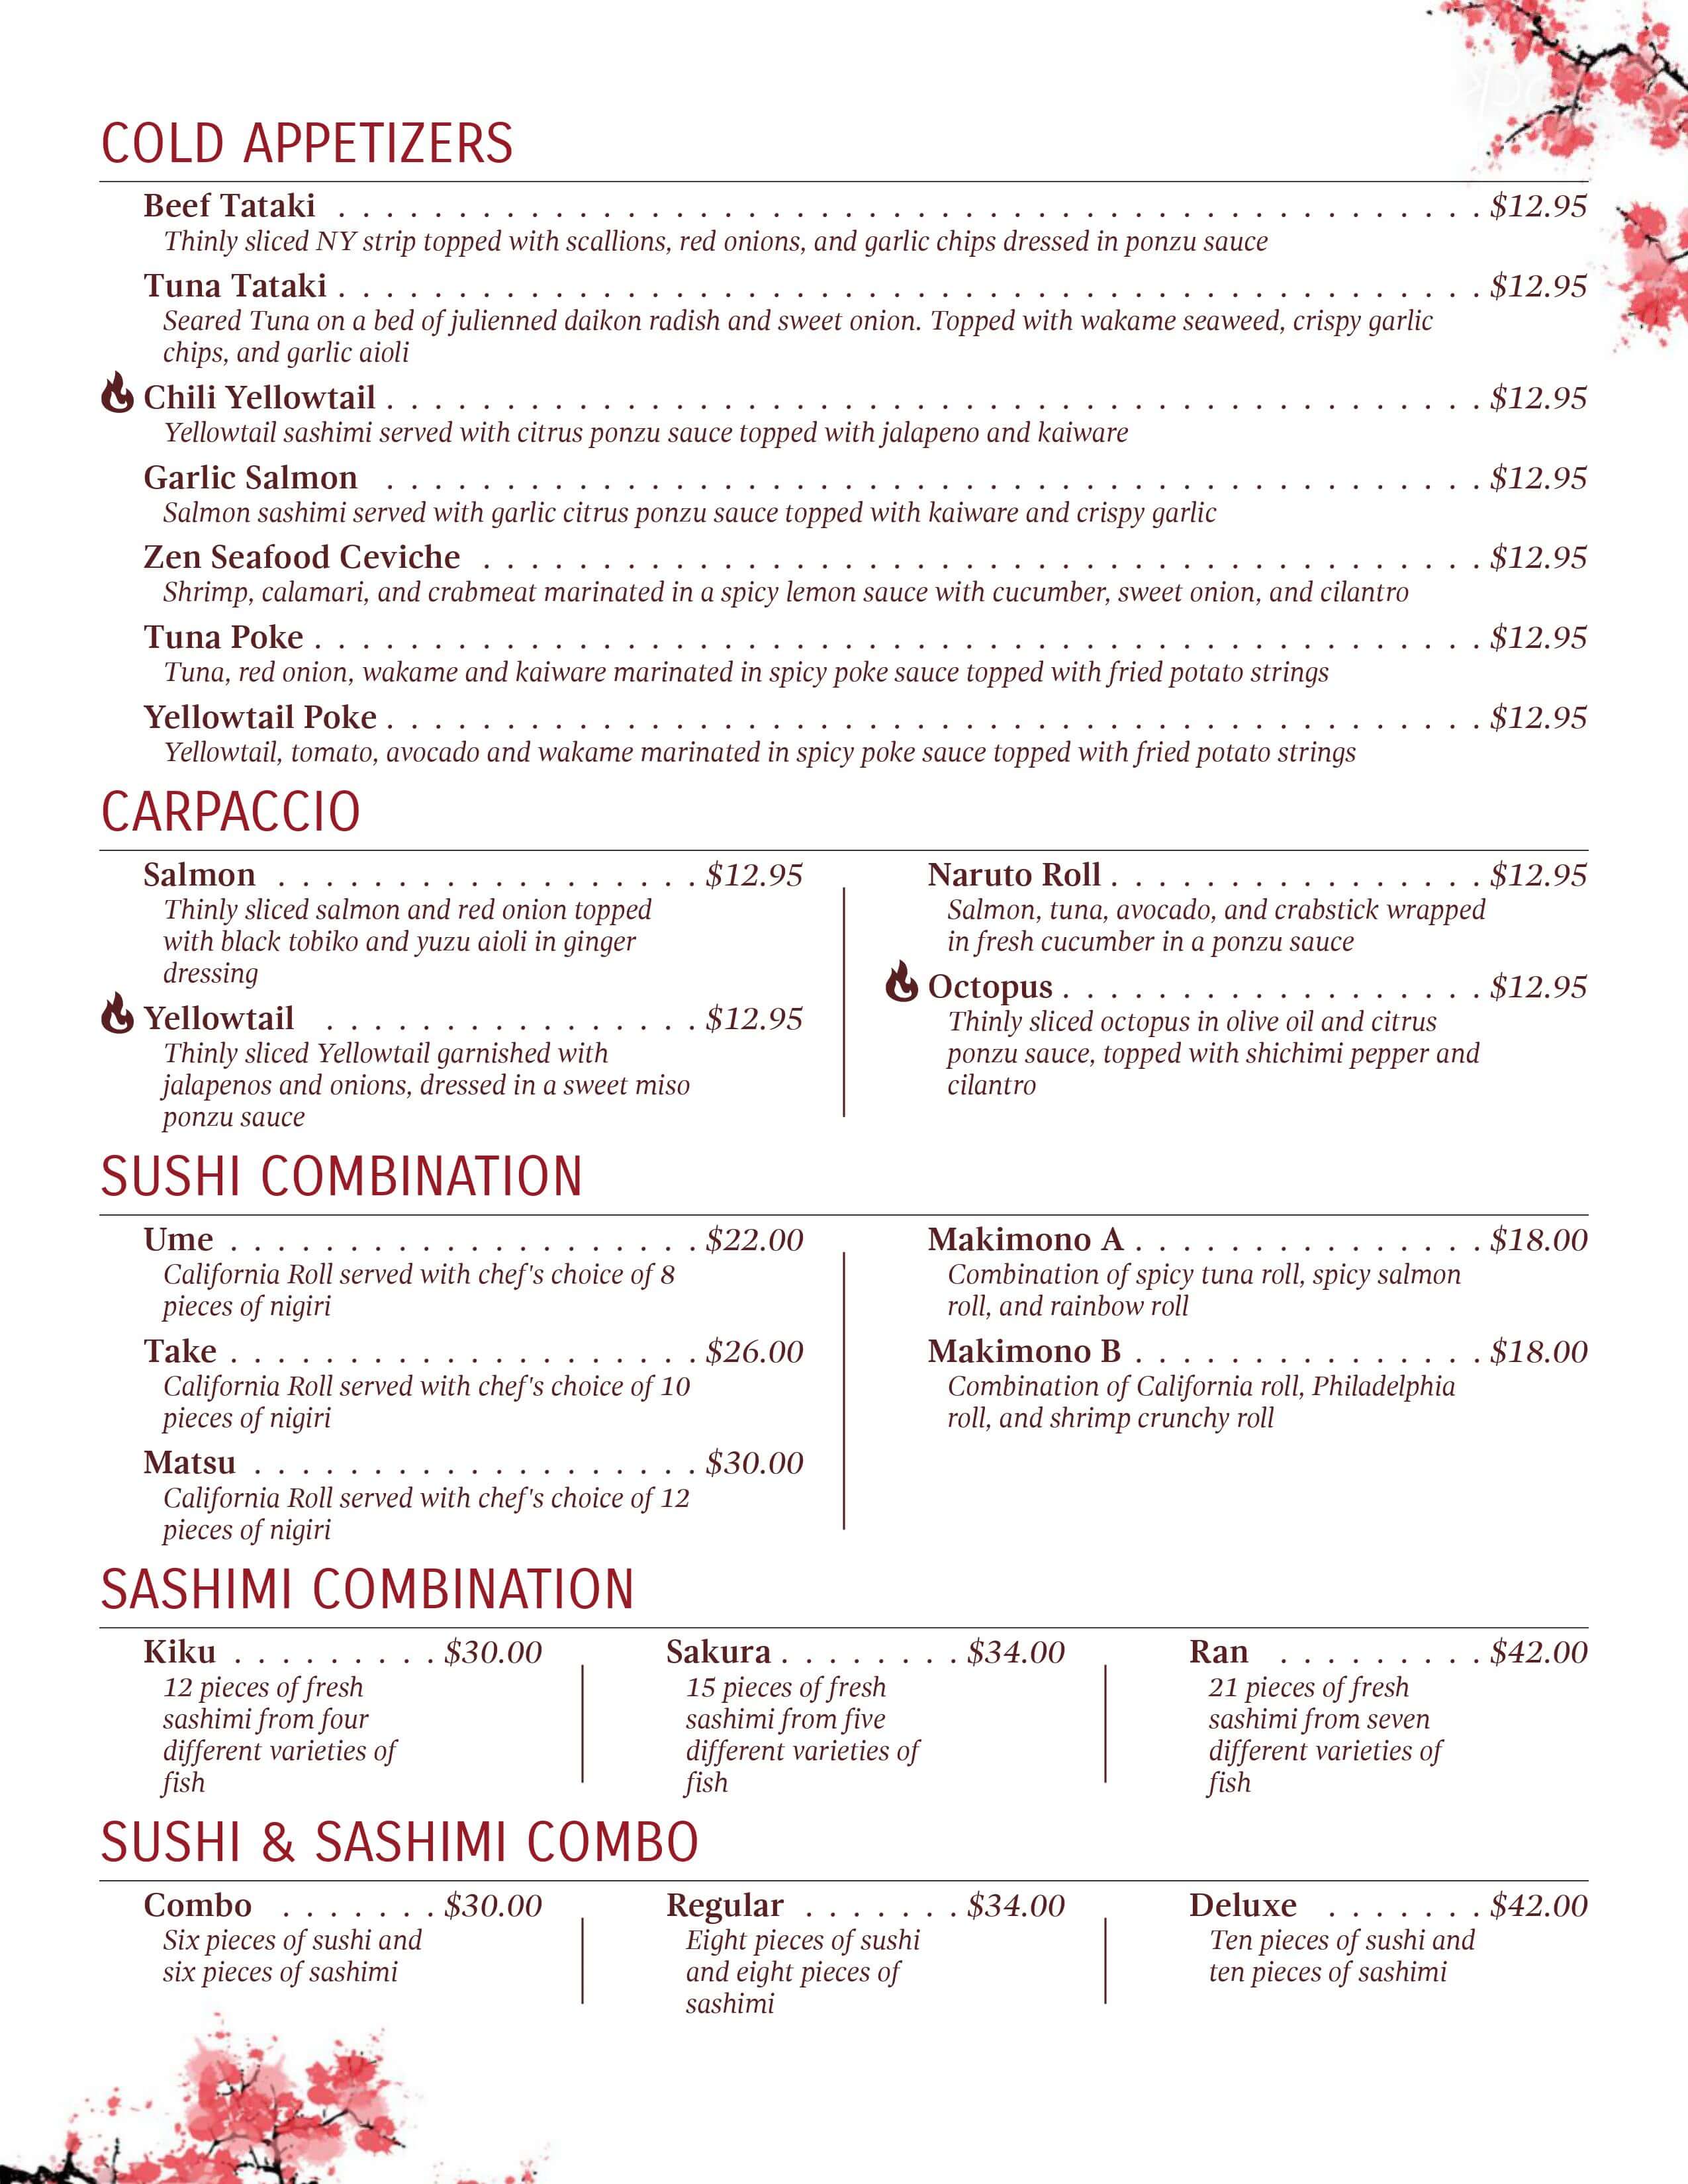 COLD APPETIZERS
Beef Tataki . . . . . . . . . . . . . . . . . . . . . . . . . . . . . . . . . . . . . . . . . . . . . . . . $12.95
Thinly sliced NY strip topped with scallions, red onions, and garlic chips dressed in ponzu sauce
Tuna Tataki . . . . . . . . . . . . . . . . . . . . . . . . . . . . . . . . . . . . . . . . . . . . . . . . $12.95
Seared Tuna on a bed of julienned daikon radish and sweet onion. Topped with wakame seaweed, crispy garlic
chips, and garlic aioli
Chili Yellowtail . . . . . . . . . . . . . . . . . . . . . . . . . . . . . . . . . . . . . . . . . . . . . . $12.95
Yellowtail sashimi served with citrus ponzu sauce topped with jalapeno and kaiware
Garlic Salmon . . . . . . . . . . . . . . . . . . . . . . . . . . . . . . . . . . . . . . . . . . . . . . $12.95
Salmon sashimi served with garlic citrus ponzu sauce topped with kaiware and crispy garlic
Zen Seafood Ceviche . . . . . . . . . . . . . . . . . . . . . . . . . . . . . . . . . . . . . . . . . . $12.95
Shrimp, calamari, and crabmeat marinated in a spicy lemon sauce with cucumber, sweet onion, and cilantro
Tuna Poke . . . . . . . . . . . . . . . . . . . . . . . . . . . . . . . . . . . . . . . . . . . . . . . . . $12.95
Tuna, red onion, wakame and kaiware marinated in spicy poke sauce topped with fried potato strings
Yellowtail Poke . . . . . . . . . . . . . . . . . . . . . . . . . . . . . . . . . . . . . . . . . . . . . . $12.95
Yellowtail, tomato, avocado and wakame marinated in spicy poke sauce topped with fried potato strings
CARPACCIO
Salmon . . . . . . . . . . . . . . . . . . $12.95
Thinly sliced salmon and red onion topped
with black tobiko and yuzu aioli in ginger
dressing
Yellowtail . . . . . . . . . . . . . . . . $12.95
Thinly sliced Yellowtail garnished with
jalapenos and onions, dressed in a sweet miso
ponzu sauce
Naruto Roll . . . . . . . . . . . . . . . . $12.95
Salmon, tuna, avocado, and crabstick wrapped
in fresh cucumber in a ponzu sauce
Octopus . . . . . . . . . . . . . . . . . . $12.95
Thinly sliced octopus in olive oil and citrus
ponzu sauce, topped with shichimi pepper and
cilantro
SUSHI COMBINATION
Ume . . . . . . . . . . . . . . . . . . . . $22.00
California Roll served with chef's choice of 8
pieces of nigiri
Take . . . . . . . . . . . . . . . . . . . . $26.00
California Roll served with chef's choice of 10
pieces of nigiri
Matsu . . . . . . . . . . . . . . . . . . . $30.00
California Roll served with chef's choice of 12
pieces of nigiri
Makimono A . . . . . . . . . . . . . . . $18.00
Combination of spicy tuna roll, spicy salmon
roll, and rainbow roll
Makimono B . . . . . . . . . . . . . . . $18.00
Combination of California roll, Philadelphia
roll, and shrimp crunchy roll
SASHIMI COMBINATION
Kiku . . . . . . . . . $30.00
12 pieces of fresh
sashimi from four
different varieties of
fish
Sakura . . . . . . . . $34.00
15 pieces of fresh
sashimi from five
different varieties of
fish
Ran . . . . . . . . . $42.00
21 pieces of fresh
sashimi from seven
different varieties of
fish
SUSHI & SASHIMI COMBO
Combo . . . . . . . $30.00
Six pieces of sushi and
six pieces of sashimi
Regular . . . . . . . $34.00
Eight pieces of sushi
and eight pieces of
sashimi
Deluxe . . . . . . . $42.00
Ten pieces of sushi and
ten pieces of sashimi